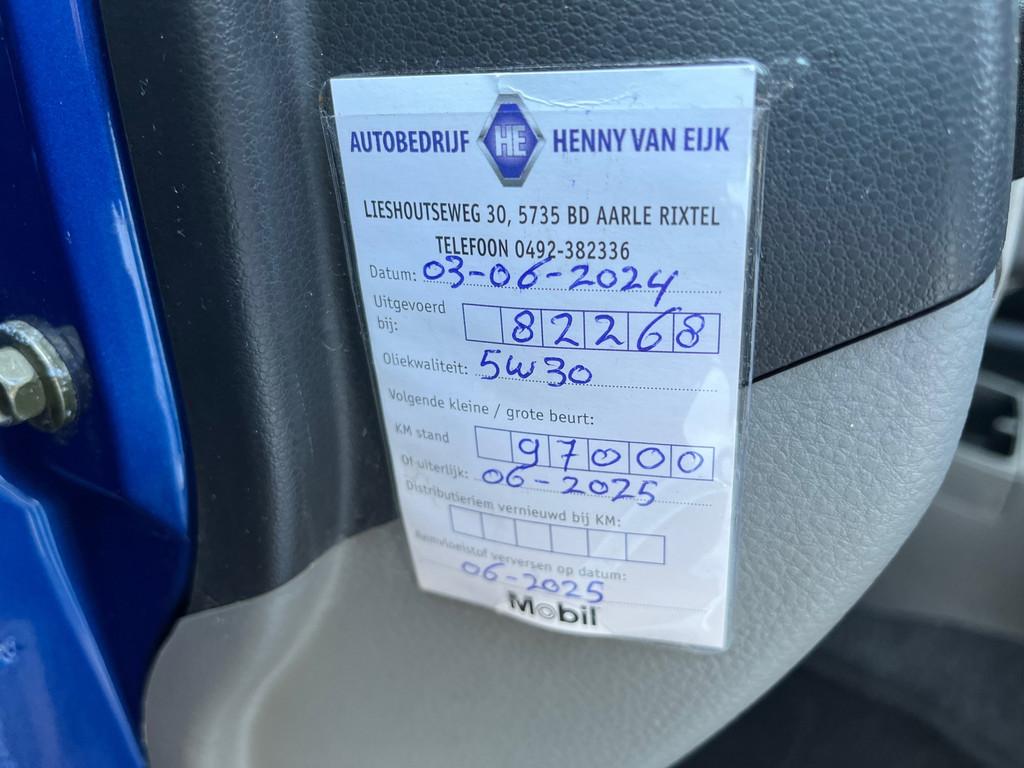 AUTOBEDRIJF HE HENNY VAN EIJK
LIESHOUTSEWEG 30, 5735 BD AARLE RIXTEL
TELEFOON 0492-382336
Datum: 03-06-2024
Uitgevoerd bij: 82268
Oliekwaliteit: 5W30
Volgende kleine / grote beurt:
KM stand 97000
Of uiterlijk: 06-2025
Distributieriem vernieuwd bij KM:
Remvloeistof verversen op datum:
06-2025
Mobil